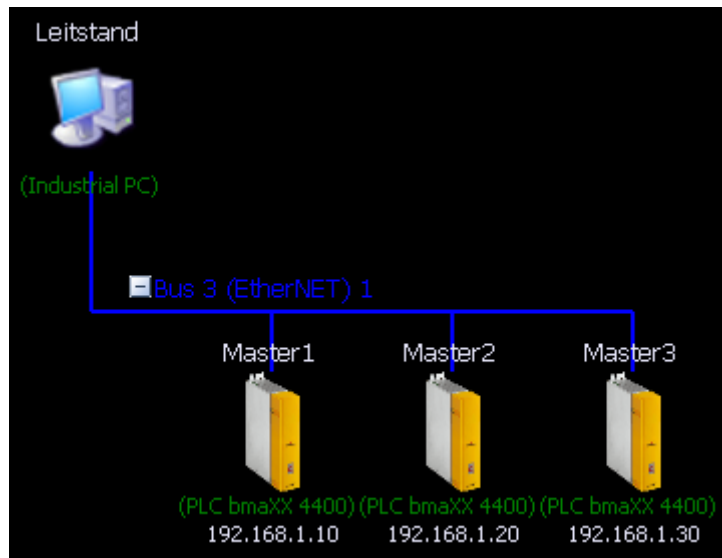 Leitstand
(Industrial PC)
Bus 3 (EtherNET) 1
Master1 Master2 Master3
(PLC bmaXX 4400) (PLC bmaXX 4400) (PLC bmaXX 4400)
192.168.1.10 192.168.1.20 192.168.1.30